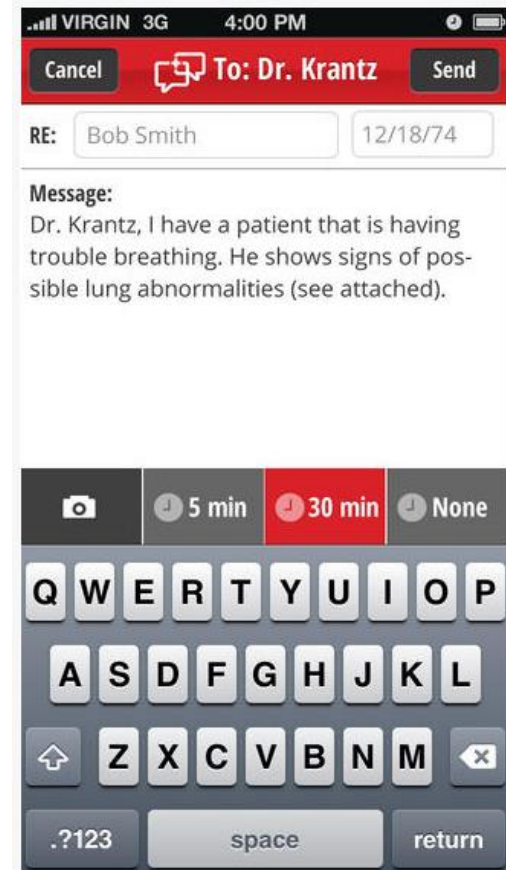 VIRGIN 3G 4:00 PM
Cancel To: Dr. Krantz Send
RE: Bob Smith 12/18/74
Message:
Dr. Krantz, I have a patient that is having
trouble breathing. He shows signs of pos-
sible lung abnormalities (see attached).
5 min 30 min None
Q W E R T Y U I O P
A S D F G H J K L
Z X C V B N M
.?123 space return